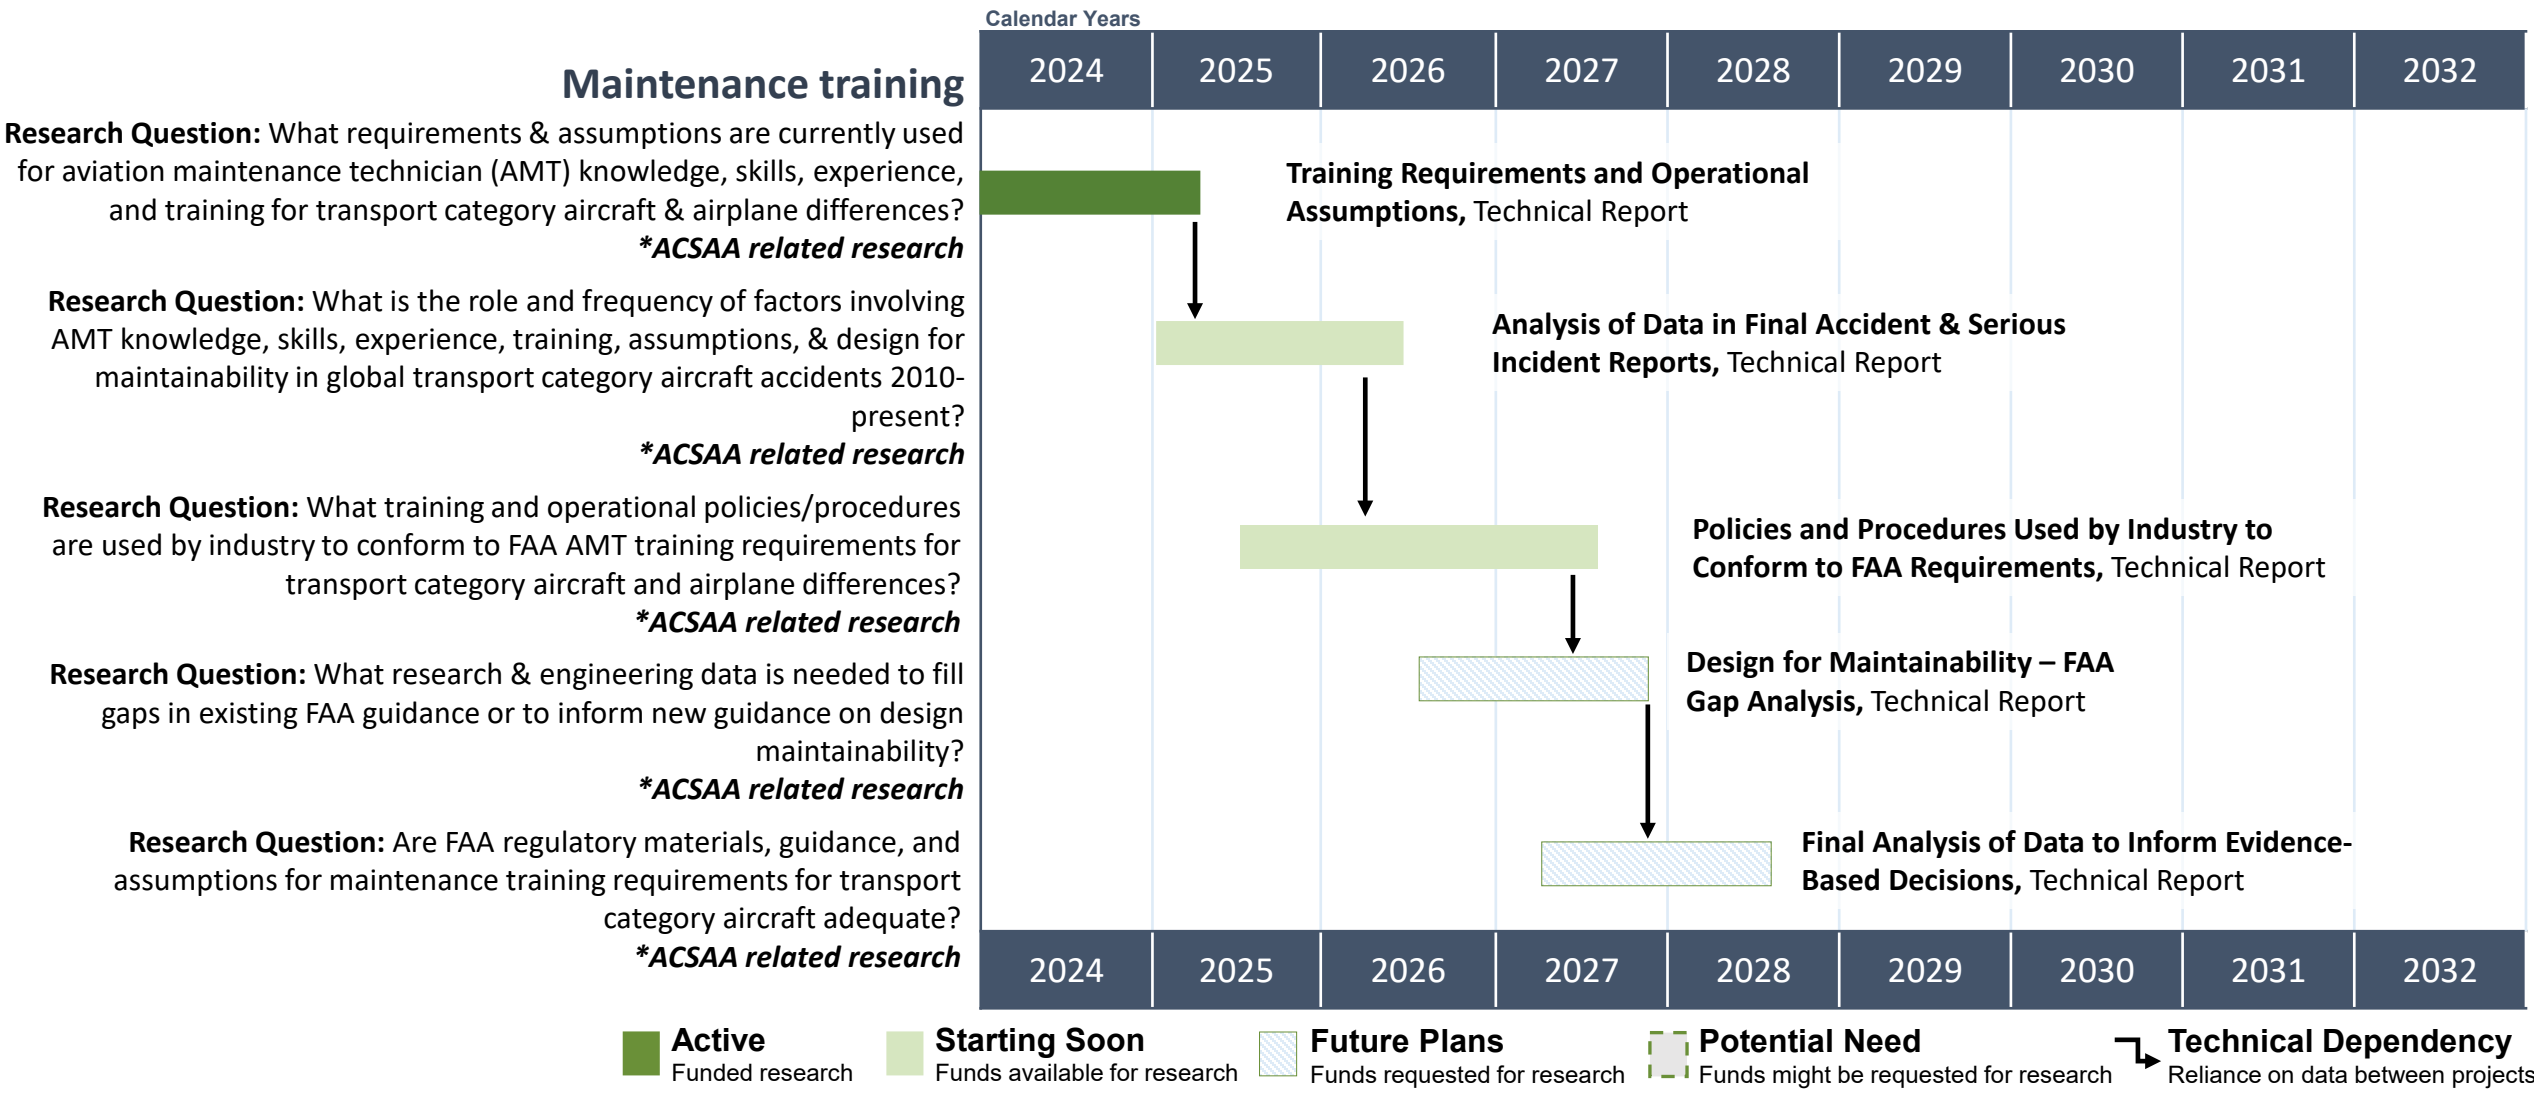 Calendar Years
2024 2025 2026 2027 2028 2029 2030 2031 2032
Maintenance training
Research Question: What requirements & assumptions are currently used
for aviation maintenance technician (AMT) knowledge, skills, experience,
and training for transport category aircraft & airplane differences?
*ACSAA related research
Training Requirements and Operational
Assumptions, Technical Report
Research Question: What is the role and frequency of factors involving
AMT knowledge, skills, experience, training, assumptions, & design for
maintainability in global transport category aircraft accidents 2010-
present?
*ACSAA related research
Analysis of Data in Final Accident & Serious
Incident Reports, Technical Report
Research Question: What training and operational policies/procedures
are used by industry to conform to FAA AMT training requirements for
transport category aircraft and airplane differences?
*ACSAA related research
Policies and Procedures Used by Industry to
Conform to FAA Requirements, Technical Report
Research Question: What research & engineering data is needed to fill
gaps in existing FAA guidance or to inform new guidance on design
maintainability?
*ACSAA related research
Design for Maintainability – FAA
Gap Analysis, Technical Report
Research Question: Are FAA regulatory materials, guidance, and
assumptions for maintenance training requirements for transport
category aircraft adequate?
*ACSAA related research
Final Analysis of Data to Inform Evidence-
Based Decisions, Technical Report
2024 2025 2026 2027 2028 2029 2030 2031 2032
Active
Funded research
Starting Soon
Funds available for research
Future Plans
Funds requested for research
Potential Need
Funds might be requested for research
Technical Dependency
Reliance on data between projects